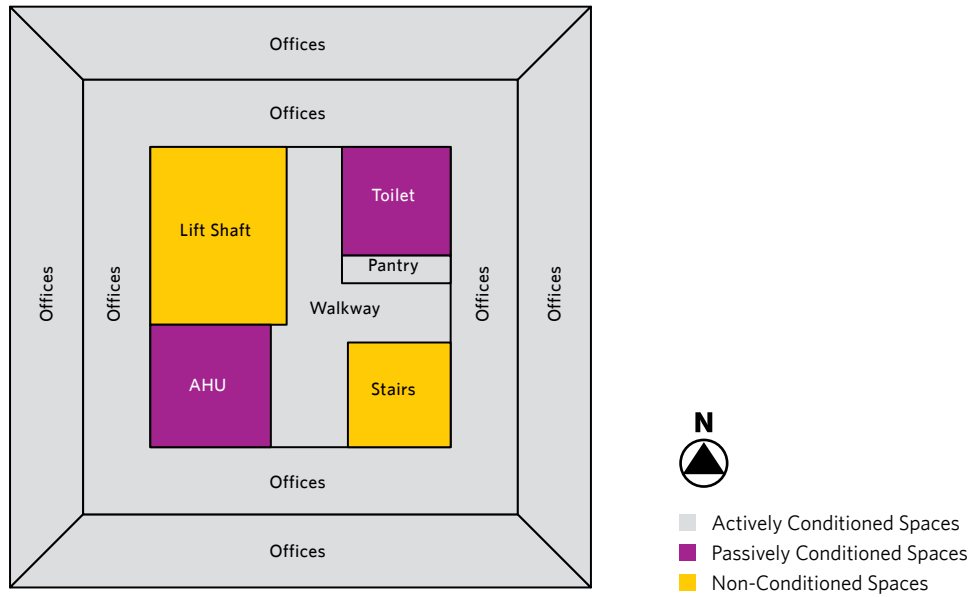 Offices
Offices
Toilet
Lift Shaft
Pantry
Offices
Offices
Offices
Offices
Walkway
AHU
Stairs
Offices
Offices
N
Actively Conditioned Spaces
Passively Conditioned Spaces
Non-Conditioned Spaces